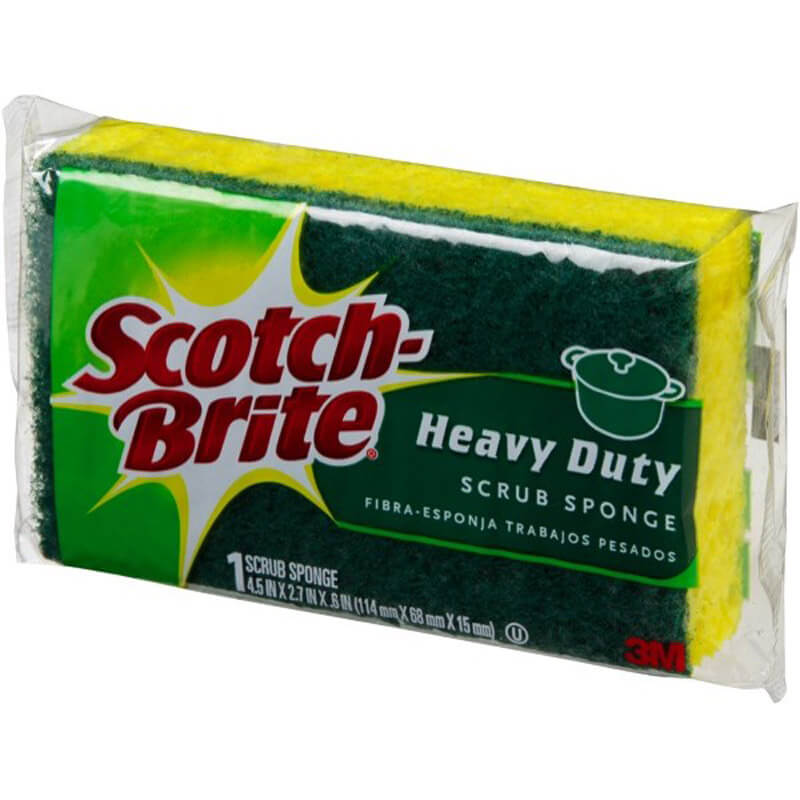 Scotch-
Brite®
Heavy Duty
SCRUB SPONGE
FIBRA-ESPONJA TRABAJOS PESADOS
1 SCRUB SPONGE
4.5 IN X 2.7 IN X .6 IN (114 mm X 68 mm X 15 mm) U
3M